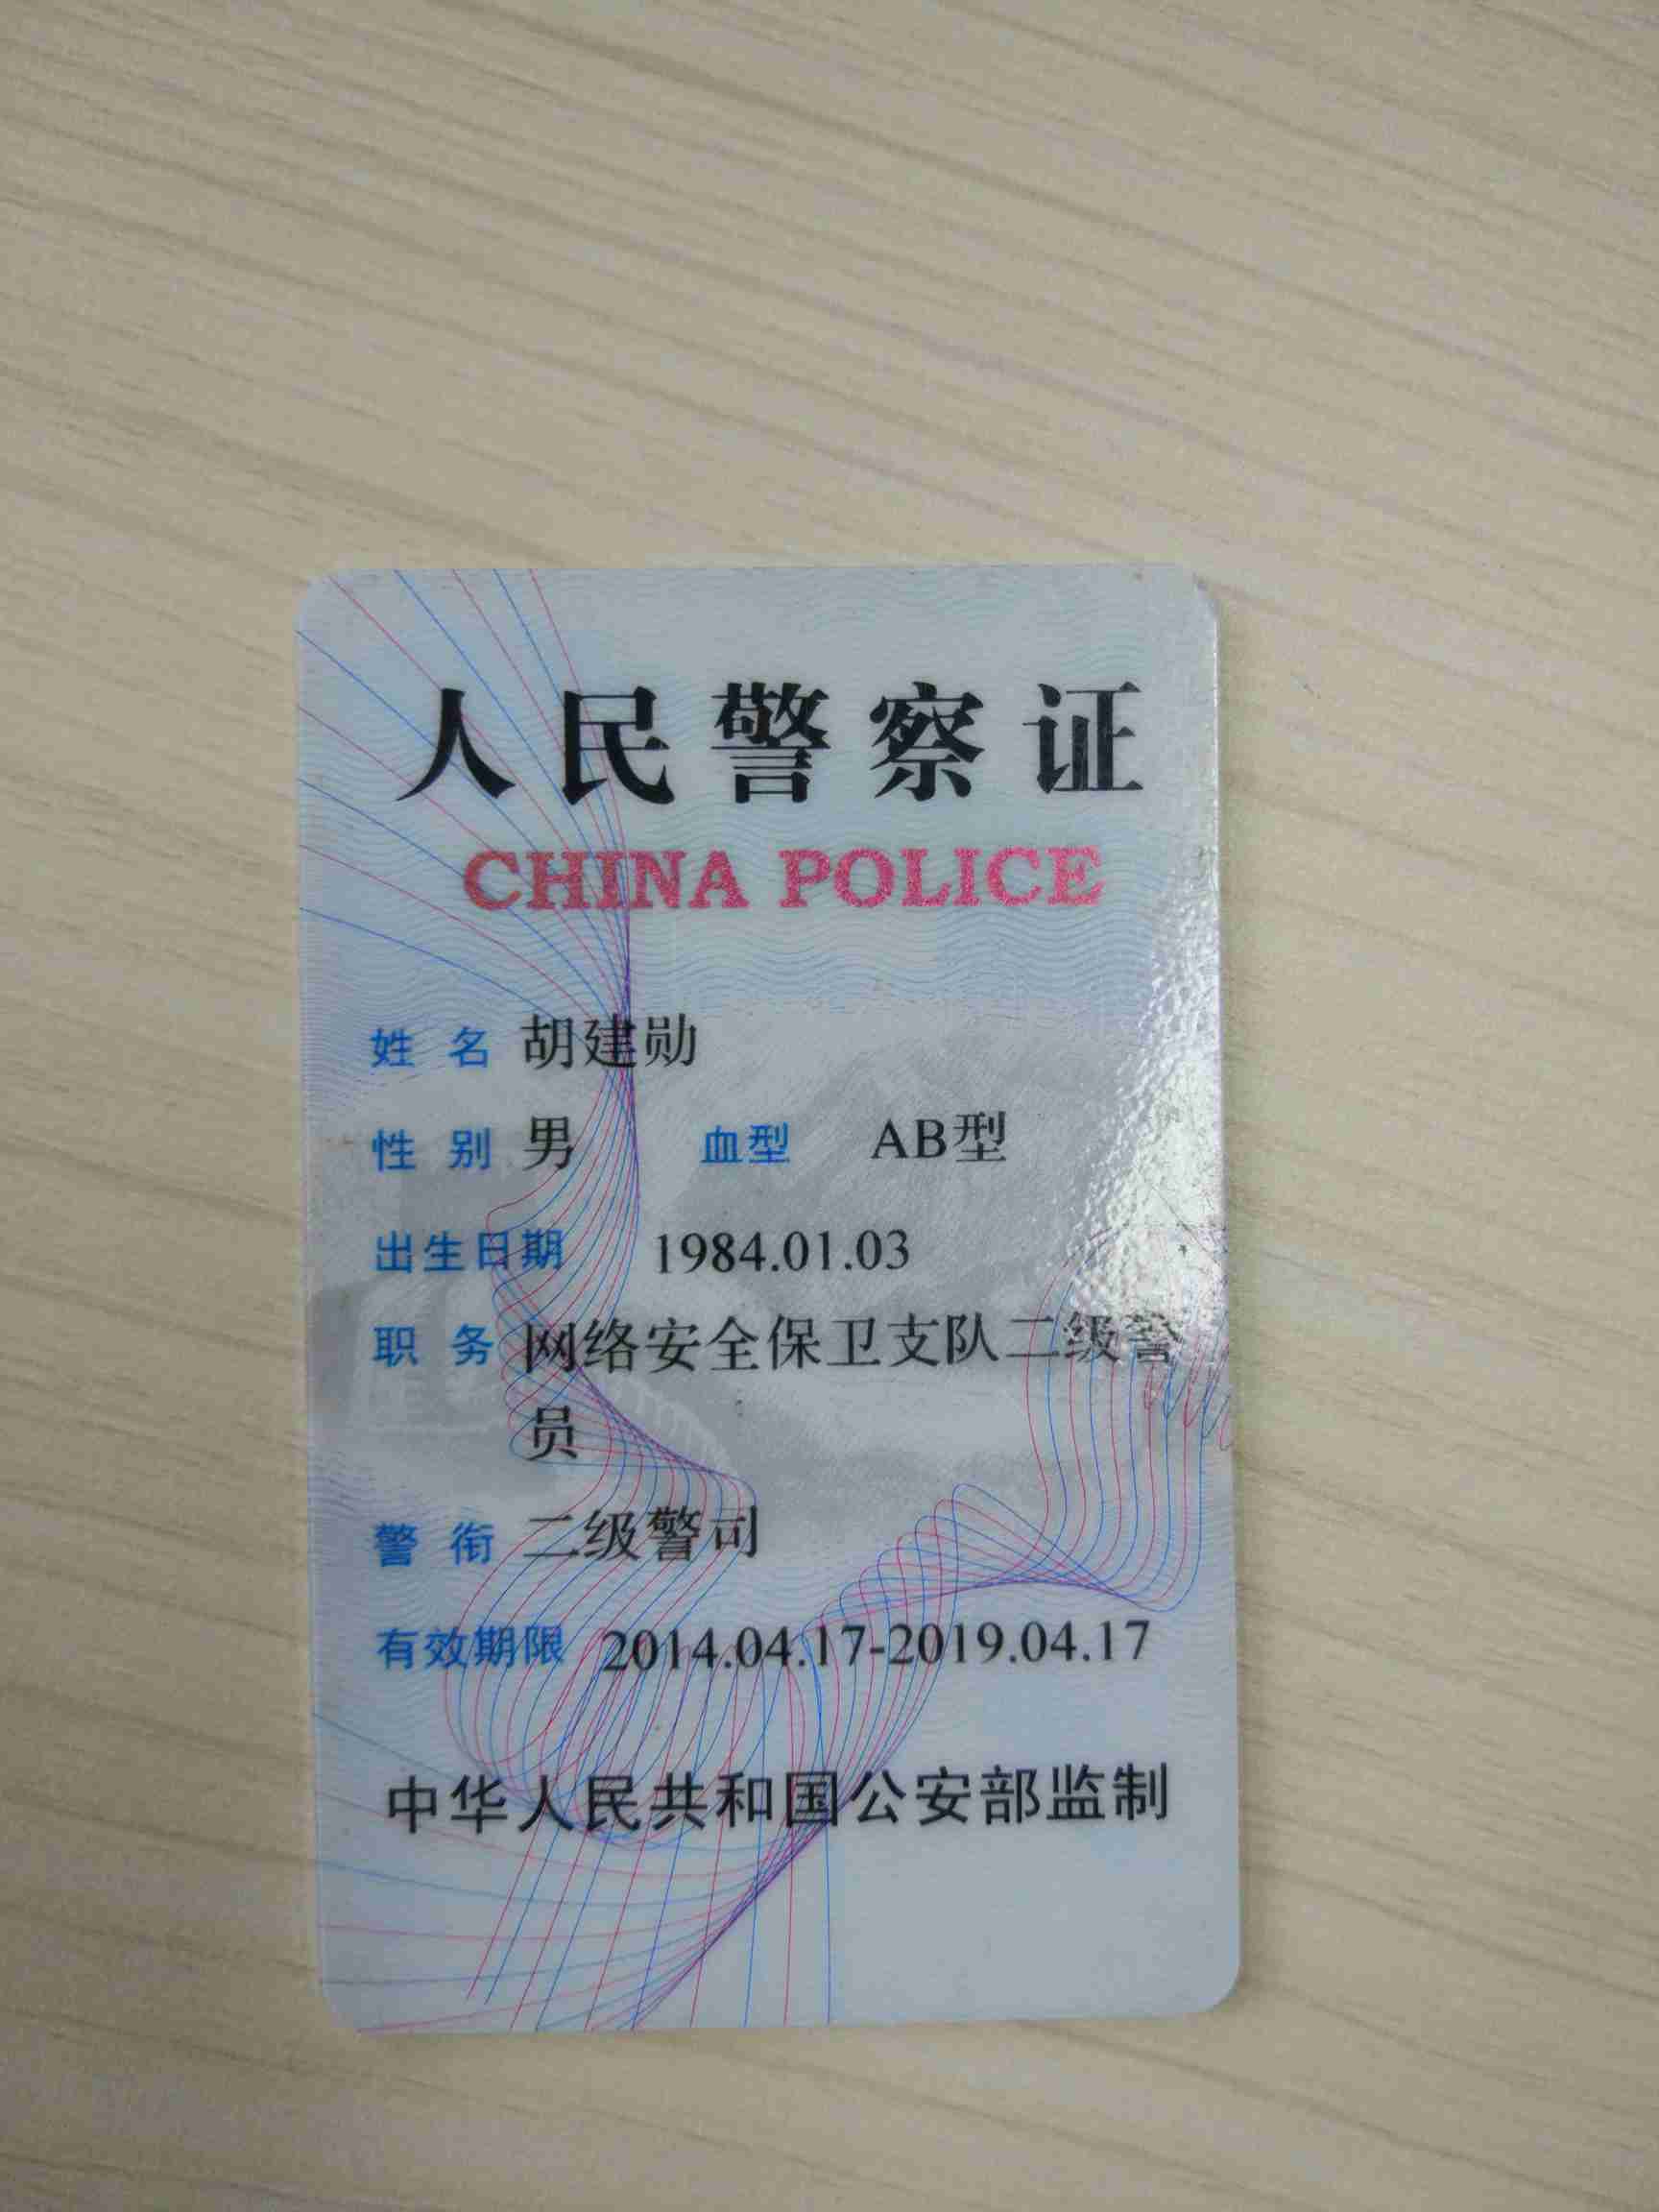 人民警察证
CHINA POLICE
姓名 胡建勋
性别 男 血型 AB型
出生日期 1984.01.03
职务 网络安全保卫支队二级警
员
警衔 二级警司
有效期限 2014.04.17-2019.04.17
中华人民共和国公安部监制